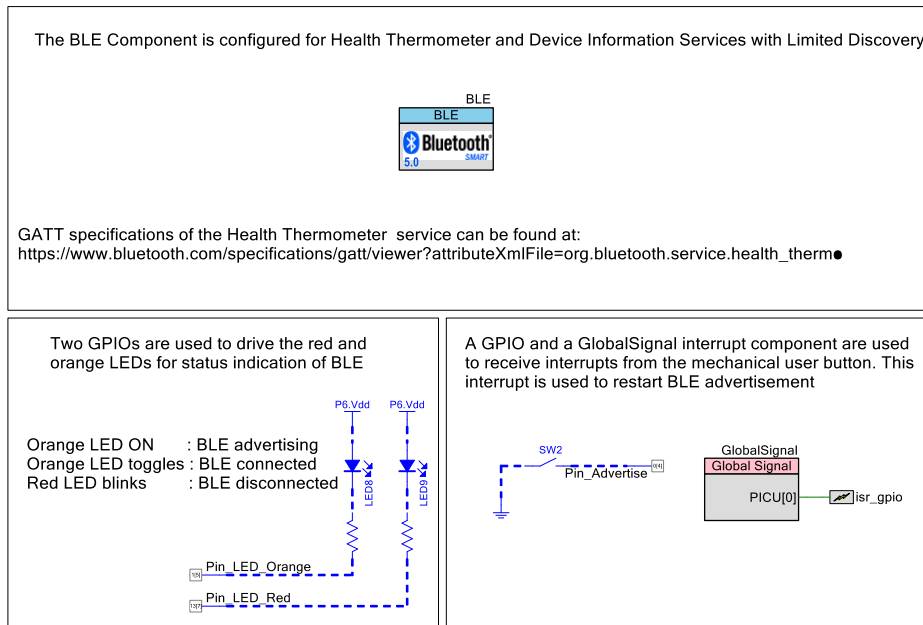 The BLE Component is configured for Health Thermometer and Device Information Services with Limited Discovery
BLE
BLE
Bluetooth®
SMART
5.0
GATT specifications of the Health Thermometer service can be found at:
https://www.bluetooth.com/specifications/gatt/viewer?attributeXmlFile=org.bluetooth.service.health_therm
Two GPIOs are used to drive the red and
orange LEDs for status indication of BLE
P6.Vdd P6.Vdd
Orange LED ON : BLE advertising
Orange LED toggles : BLE connected
Red LED blinks : BLE disconnected
LED8
LED9
Pin_LED_Orange
1[5]
Pin_LED_Red
13[7]
A GPIO and a GlobalSignal interrupt component are used
to receive interrupts from the mechanical user button. This
interrupt is used to restart BLE advertisement
SW2
Pin_Advertise
0[4]
GlobalSignal
Global Signal
PICU[0]
isr_gpio